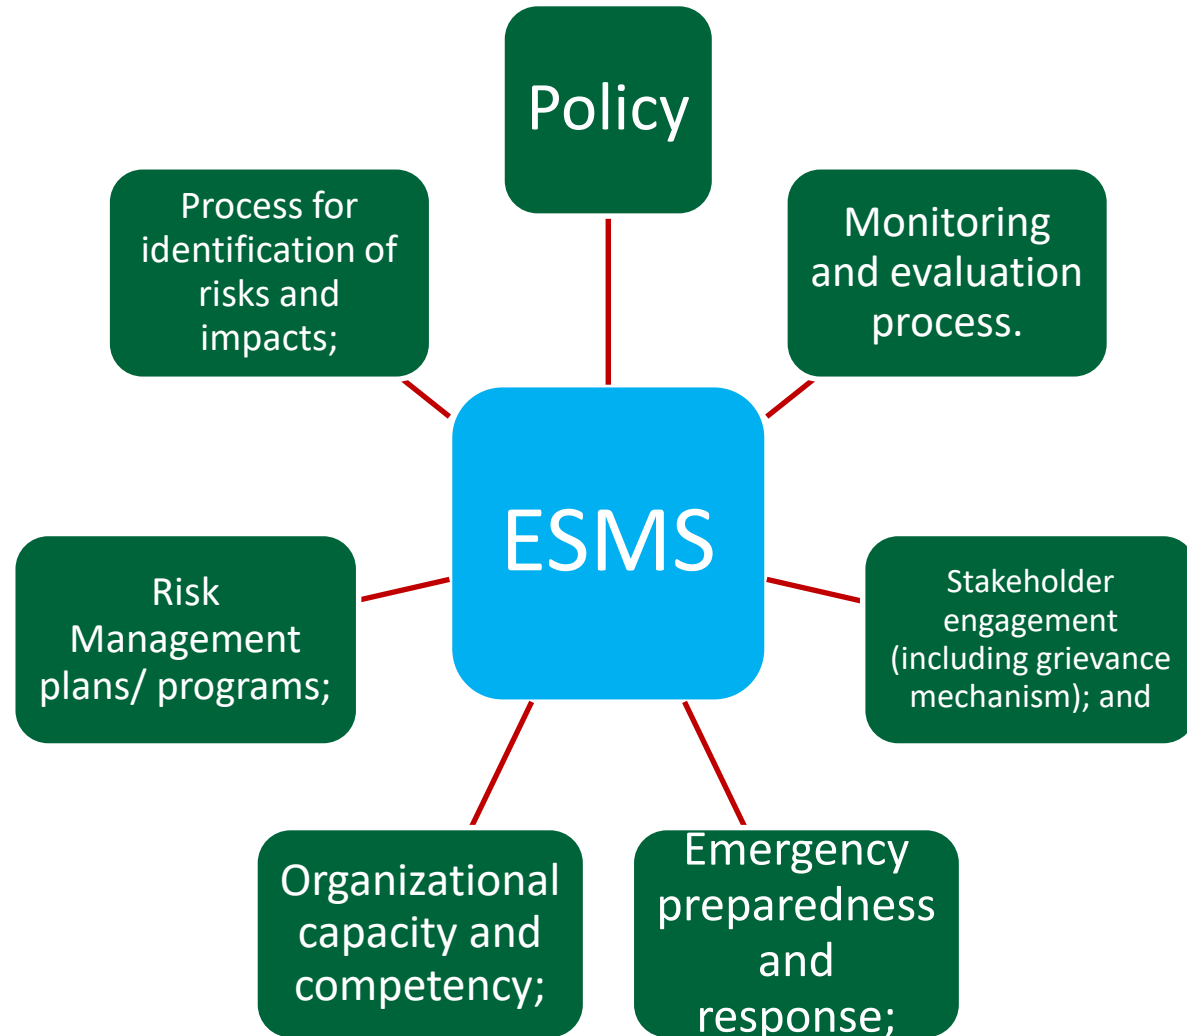 Policy
Process for
identification of
risks and
impacts;
Monitoring
and evaluation
process.
ESMS
Risk
Management
plans/ programs;
Stakeholder
engagement
(including grievance
mechanism); and
Organizational
capacity and
competency;
Emergency
preparedness
and
response;